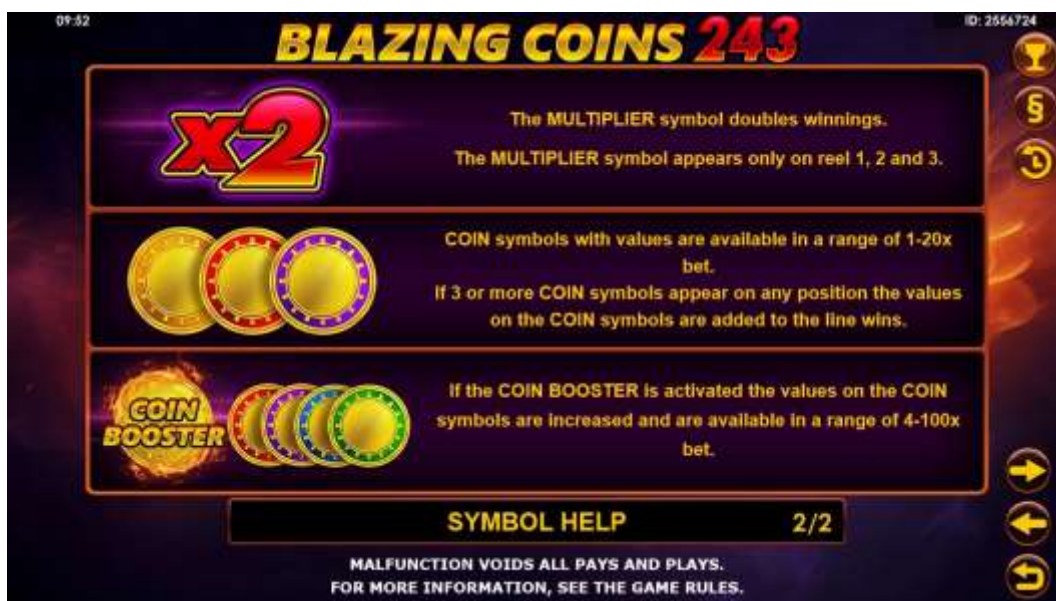 09:52
ID: 2556724
BLAZING COINS 243
x2
The MULTIPLIER symbol doubles winnings.
The MULTIPLIER symbol appears only on reel 1, 2 and 3.
§
COIN symbols with values are available in a range of 1-20x
bet.
If 3 or more COIN symbols appear on any position the values
on the COIN symbols are added to the line wins.
COIN
BOOSTER
If the COIN BOOSTER is activated the values on the COIN
symbols are increased and are available in a range of 4-100x
bet.
SYMBOL HELP 2/2
MALFUNCTION VOIDS ALL PAYS AND PLAYS.
FOR MORE INFORMATION, SEE THE GAME RULES.